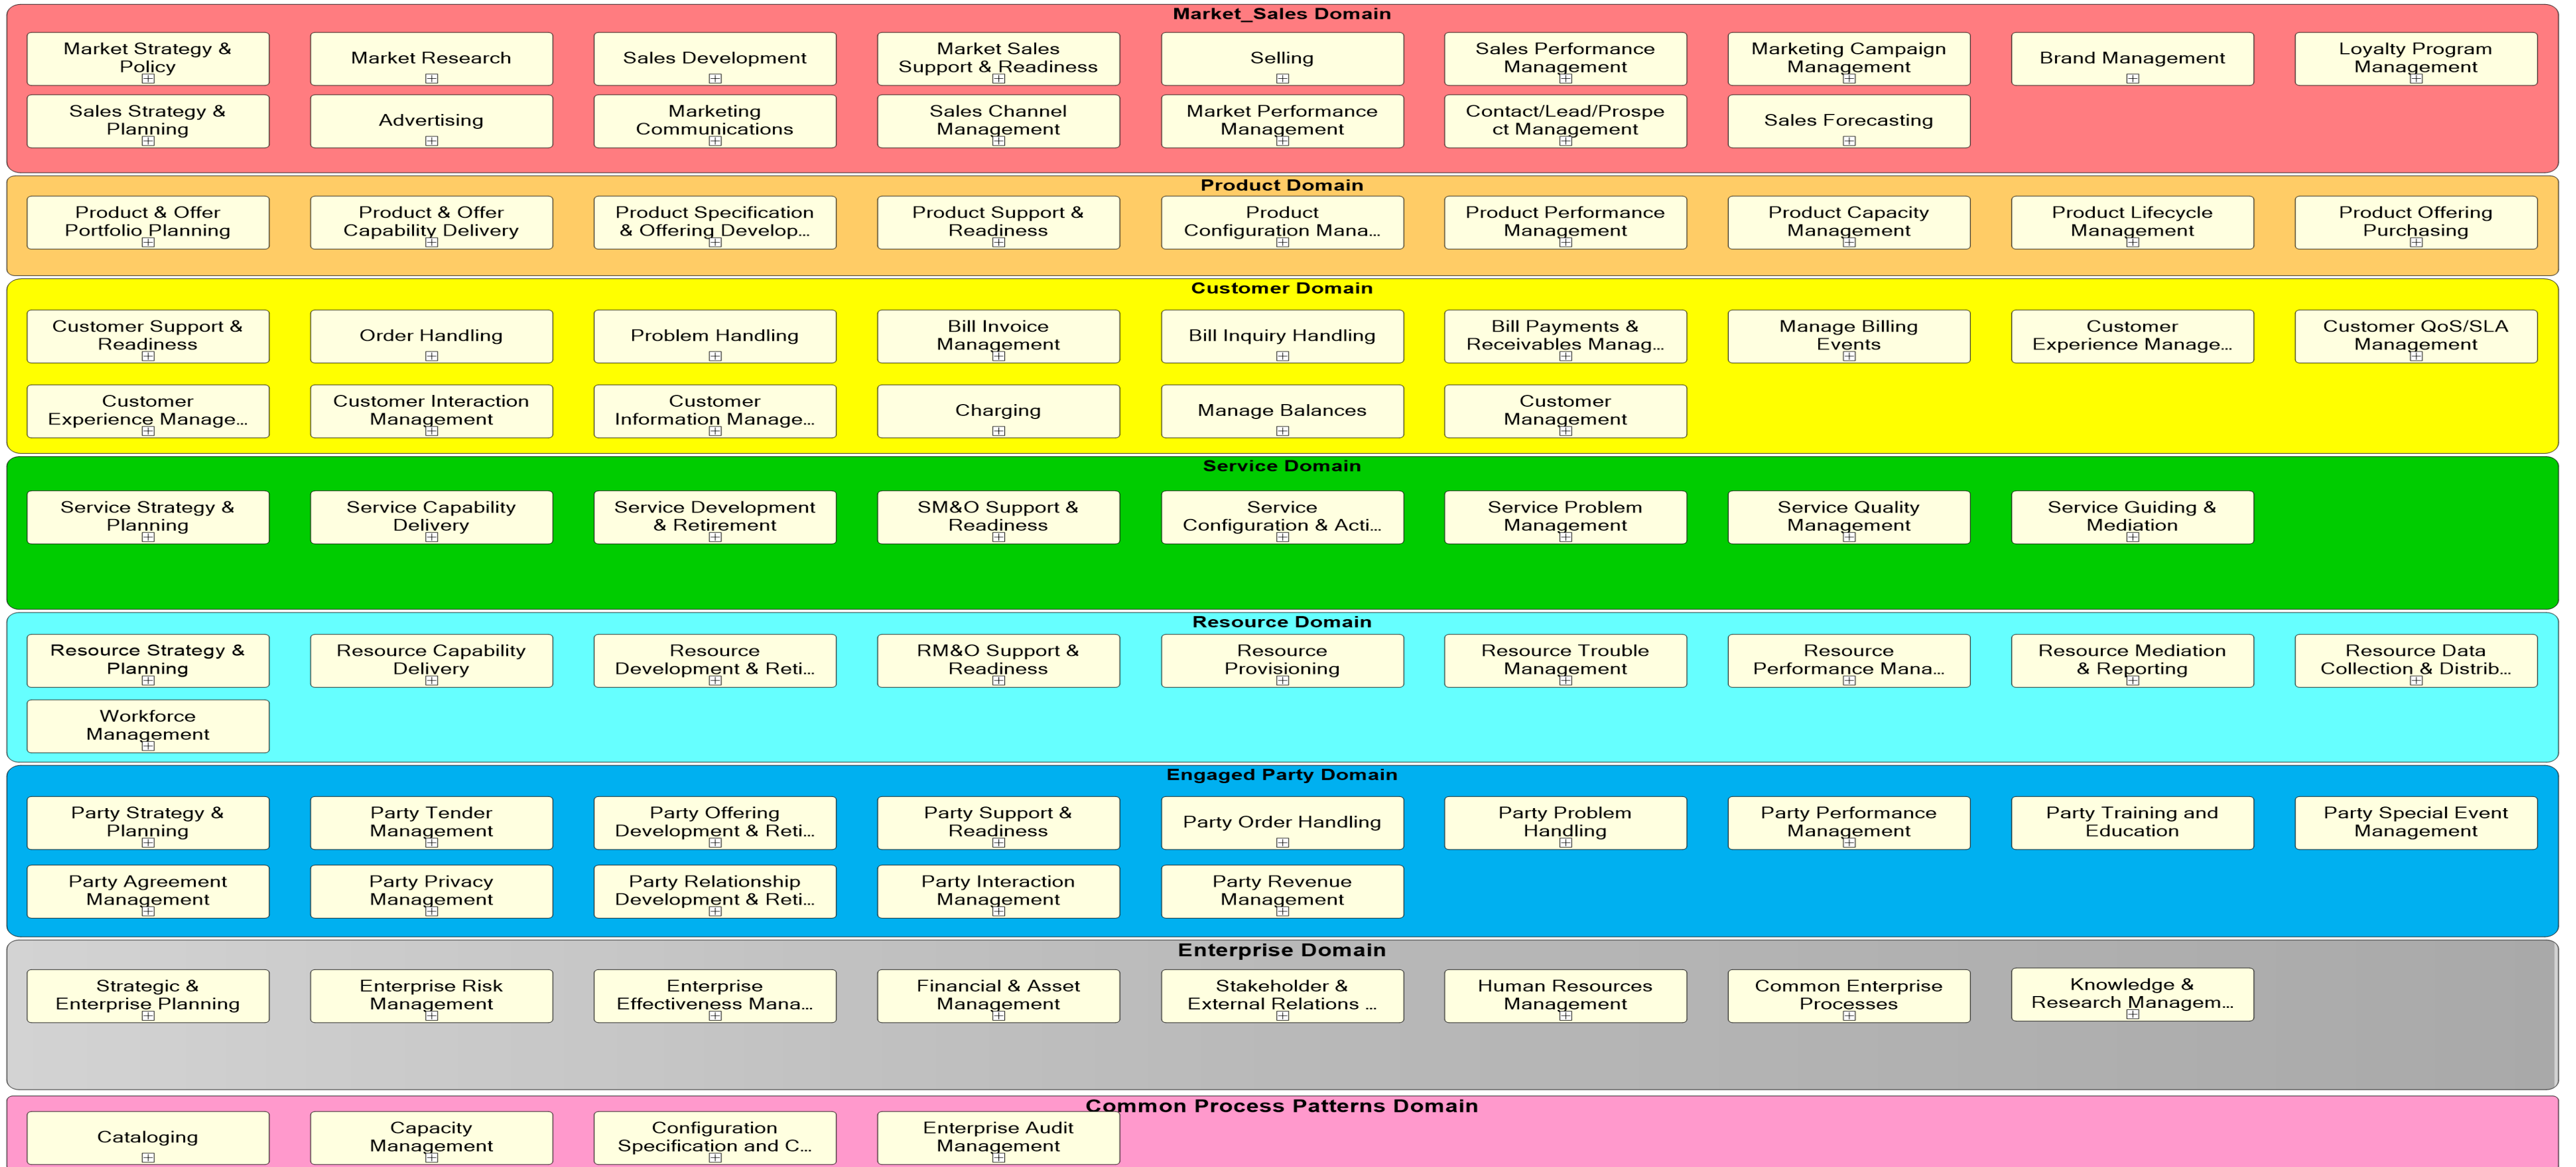 Market_Sales Domain
Market Strategy &
Policy
Market Research
Sales Development
Market Sales
Support & Readiness
Selling
Sales Performance
Management
Marketing Campaign
Management
Brand Management
Loyalty Program
Management
Sales Strategy &
Planning
Advertising
Marketing
Communications
Sales Channel
Management
Market Performance
Management
Contact/Lead/Prospe
ct Management
Sales Forecasting
Product Domain
Product & Offer
Portfolio Planning
Product & Offer
Capability Delivery
Product Specification
& Offering Develop...
Product Support &
Readiness
Product
Configuration Mana...
Product Performance
Management
Product Capacity
Management
Product Lifecycle
Management
Product Offering
Purchasing
Customer Domain
Customer Support &
Readiness
Order Handling
Problem Handling
Bill Invoice
Management
Bill Inquiry Handling
Bill Payments &
Receivables Manag...
Manage Billing
Events
Customer
Experience Manage...
Customer QoS/SLA
Management
Customer
Experience Manage...
Customer Interaction
Management
Customer
Information Manage...
Charging
Manage Balances
Customer
Management
Service Domain
Service Strategy &
Planning
Service Capability
Delivery
Service Development
& Retirement
SM&O Support &
Readiness
Service
Configuration & Acti...
Service Problem
Management
Service Quality
Management
Service Guiding &
Mediation
Resource Domain
Resource Strategy &
Planning
Resource Capability
Delivery
Resource
Development & Reti...
RM&O Support &
Readiness
Resource
Provisioning
Resource Trouble
Management
Resource
Performance Mana...
Resource Mediation
& Reporting
Resource Data
Collection & Distrib...
Workforce
Management
Engaged Party Domain
Party Strategy &
Planning
Party Tender
Management
Party Offering
Development & Reti...
Party Support &
Readiness
Party Order Handling
Party Problem
Handling
Party Performance
Management
Party Training and
Education
Party Special Event
Management
Party Agreement
Management
Party Privacy
Management
Party Relationship
Development & Reti...
Party Interaction
Management
Party Revenue
Management
Enterprise Domain
Strategic &
Enterprise Planning
Enterprise Risk
Management
Enterprise
Effectiveness Mana...
Financial & Asset
Management
Stakeholder &
External Relations ...
Human Resources
Management
Common Enterprise
Processes
Knowledge &
Research Managem...
Common Process Patterns Domain
Cataloging
Capacity
Management
Configuration
Specification and C...
Enterprise Audit
Management